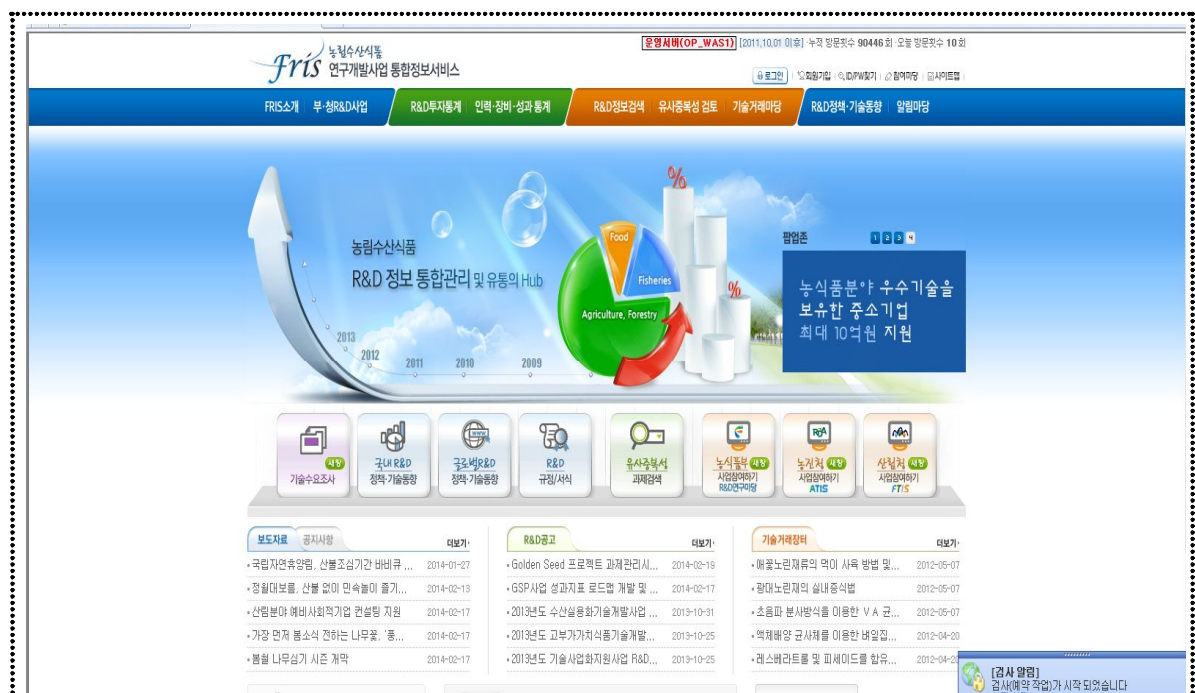 운영서버(OP_WAS1) [2011,10,01 이후] ·누적 방문횟수 90446 회 ·오늘 방문횟수 10 회
Fris 농림수산식품
연구개발사업 통합정보서비스
로그인 회원가입 ID/PW찾기 참여마당 사이트맵
FRIS소개 부·청R&D사업 R&D투자통계 인력·장비·성과 통계 R&D정보검색 유사중복성 검토 기술거래마당 R&D정책·기술동향 알림마당
농림수산식품
R&D 정보 통합관리 및 유통의 Hub
2013
2012
2011
2010
2009
%
Food
Fisheries
Agriculture, Forestry
%
팝업존 1 2 3 4
농식품분야 우수기술을
보유한 중소기업
최대 10억원 지원
새창
기술수요조사
국내 R&D
정책·기술동향
글로벌R&D
정책·기술동향
R&D
규정/서식
유사중복성
과제검색
농식품부 새창
사업참여하기
R&D연구마당
RDA
농진청 새창
사업참여하기
ATIS
산림청 새창
사업참여하기
FTIS
보도자료 공지사항 더보기
·국립자연휴양림, 산불조심기간 바비큐 ... 2014-01-27
·정월대보름, 산불 없이 민속놀이 즐기... 2014-02-13
·산림분야 예비사회적기업 컨설팅 지원 2014-02-17
·가장 먼저 봄소식 전하는 나무꽃, '풍... 2014-02-17
·봄철 나무심기 시즌 개막 2014-02-17
R&D공고 더보기
·Golden Seed 프로젝트 과제관리시... 2014-02-19
·GSP사업 성과지표 로드맵 개발 및 ... 2014-02-17
·2013년도 수산실용화기술개발사업 ... 2013-10-31
·2013년도 고부가가치식품기술개발... 2013-10-25
·2013년도 기술사업화지원사업 R&D... 2013-10-25
기술거래장터 더보기
·애꽃노린재류의 먹이 사육 방법 및... 2012-05-07
·광대노린재의 실내증식법 2012-05-07
·초음파 분사방식을 이용한 V A 균... 2012-05-07
·액체배양 균사체를 이용한 벼잎집... 2012-04-20
·레스베라트롤 및 피세이드를 함유... 2012-04-20
[검사 알림]
검사(예약 작업)가 시작 되었습니다